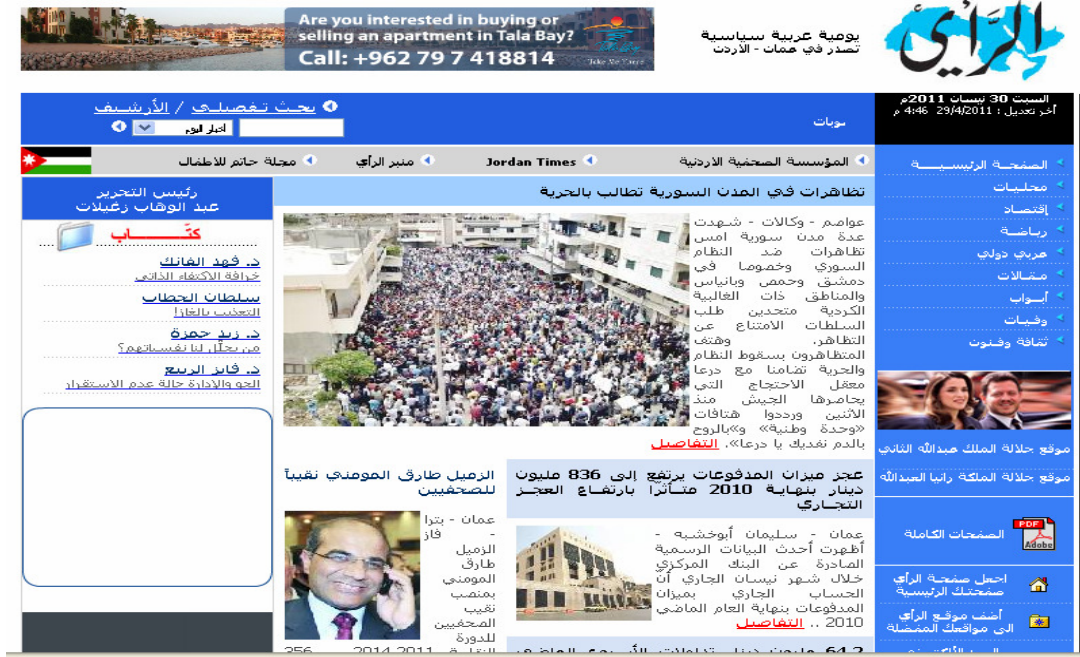 Are you interested in buying or
selling an apartment in Tala Bay?
Call: +962 79 7 418814
Take Me There
الرأي
يومية عربية سياسية
تصدر في عمان - الأردن
السبت 30 نيسان 2011م
آخر تعديل : 29/4/2011 4:46 م
بحث تفصيلي / الأرشيف
اخبار اليوم
المؤسسة الصحفية الاردنية
Jordan Times
منبر الرأي
مجلة حاتم للاطفال
الصفحة الرئيسية
محليات
إقتصاد
رياضة
عربي دولي
مقالات
أبواب
وفيات
ثقافة وفنون
موقع جلالة الملك عبدالله الثاني
موقع جلالة الملكة رانيا العبدالله
PDF
Adobe
الصفحات الكاملة
اجعل صفحة الرأي
صفحتك الرئيسية
أضف موقع الرأي
الى مواقعك المفضلة
تظاهرات في المدن السورية تطالب بالحرية
عواصم - وكالات - شهدت
عدة مدن سورية امس
تظاهرات ضد النظام
السوري وخصوصا في
دمشق وحمص وبانياس
والمناطق ذات الغالبية
الكردية متحدين طلب
السلطات الامتناع عن
التظاهر. وهتف
المتظاهرون بسقوط النظام
والحرية تضامنا مع درعا
معقل الاحتجاج التي
يحاصرها الجيش منذ
الاثنين ورددوا هتافات
«وحدة وطنية» و«بالروح
بالدم نفديك يا درعا». التفاصيل
عجز ميزان المدفوعات يرتفع إلى 836 مليون
دينار بنهاية 2010 متأثراً بارتفاع العجز
التجاري
عمان - سليمان أبوخشبه -
أظهرت أحدث البيانات الرسمية
الصادرة عن البنك المركزي
خلال شهر نيسان الجاري أن
الحساب الجاري بميزان
المدفوعات بنهاية العام الماضي
2010 .. التفاصيل
الزميل طارق المومني نقيباً
للصحفيين
عمان - بترا
- فاز
الزميل
طارق
المومني
بمنصب
نقيب
الصحفيين
للدورة
رئيس التحرير
عبد الوهاب زغيلات
كتّاب
د. فهد الفانك
خرافة الاكتفاء الذاتي
سلطان الحطاب
التعذيب بالغاز!
د. زيد حمزة
من يحلّل لنا نفسياتهم؟
د. فايز الربيع
الجو والإدارة حالة عدم الاستقرار